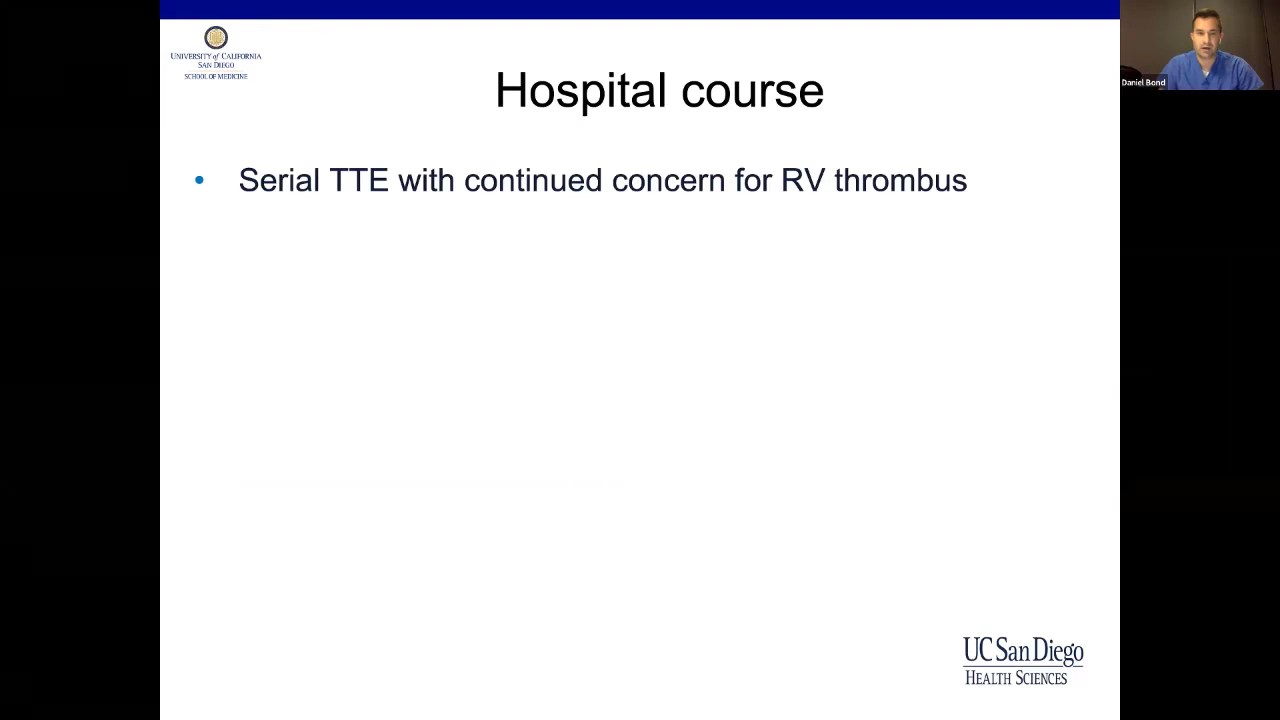 UNIVERSITY of CALIFORNIA
SAN DIEGO
SCHOOL OF MEDICINE
Daniel Bond
Hospital course
• Serial TTE with continued concern for RV thrombus
UC San Diego
HEALTH SCIENCES